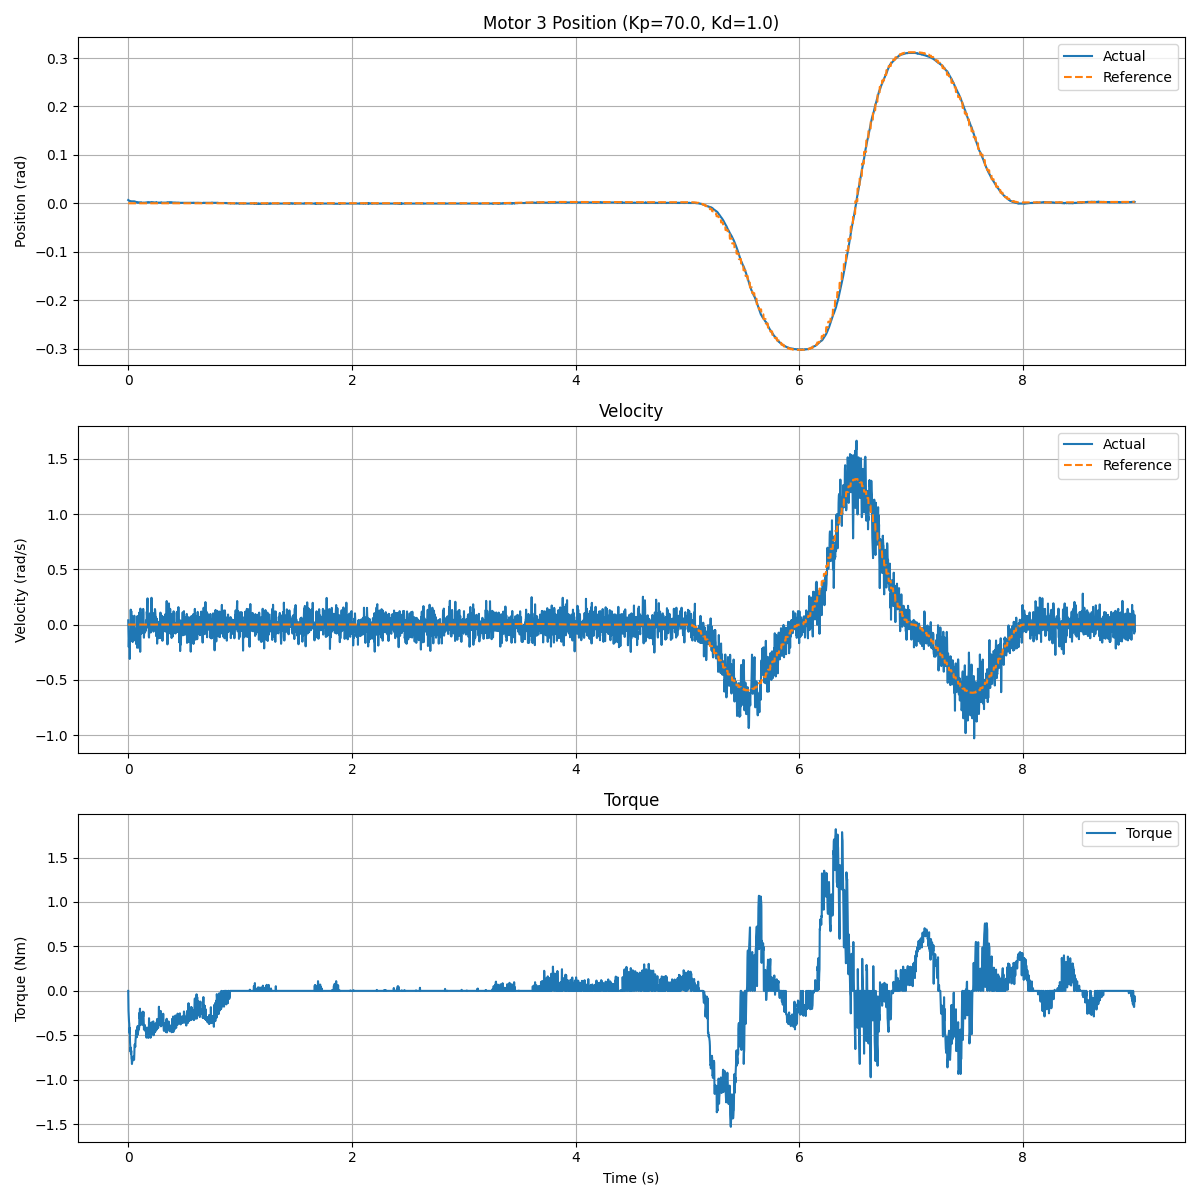 Motor 3 Position (Kp=70.0, Kd=1.0)
Position (rad)
0.3
0.2
0.1
0.0
−0.1
−0.2
−0.3
Actual
Reference
0 2 4 6 8
Velocity
Velocity (rad/s)
1.5
1.0
0.5
0.0
−0.5
−1.0
Actual
Reference
0 2 4 6 8
Torque
Torque (Nm)
1.5
1.0
0.5
0.0
−0.5
−1.0
−1.5
Torque
0 2 4 6 8
Time (s)